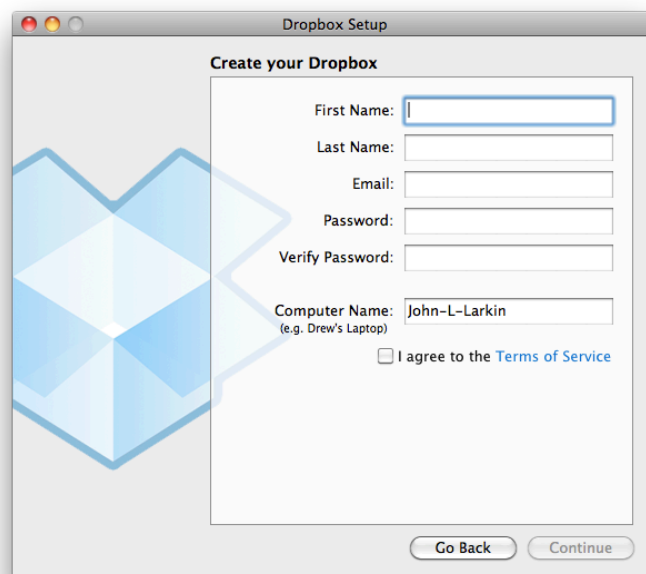 Dropbox Setup
Create your Dropbox
First Name:
Last Name:
Email:
Password:
Verify Password:
Computer Name: John-L-Larkin
(e.g. Drew's Laptop)
I agree to the Terms of Service
Go Back Continue